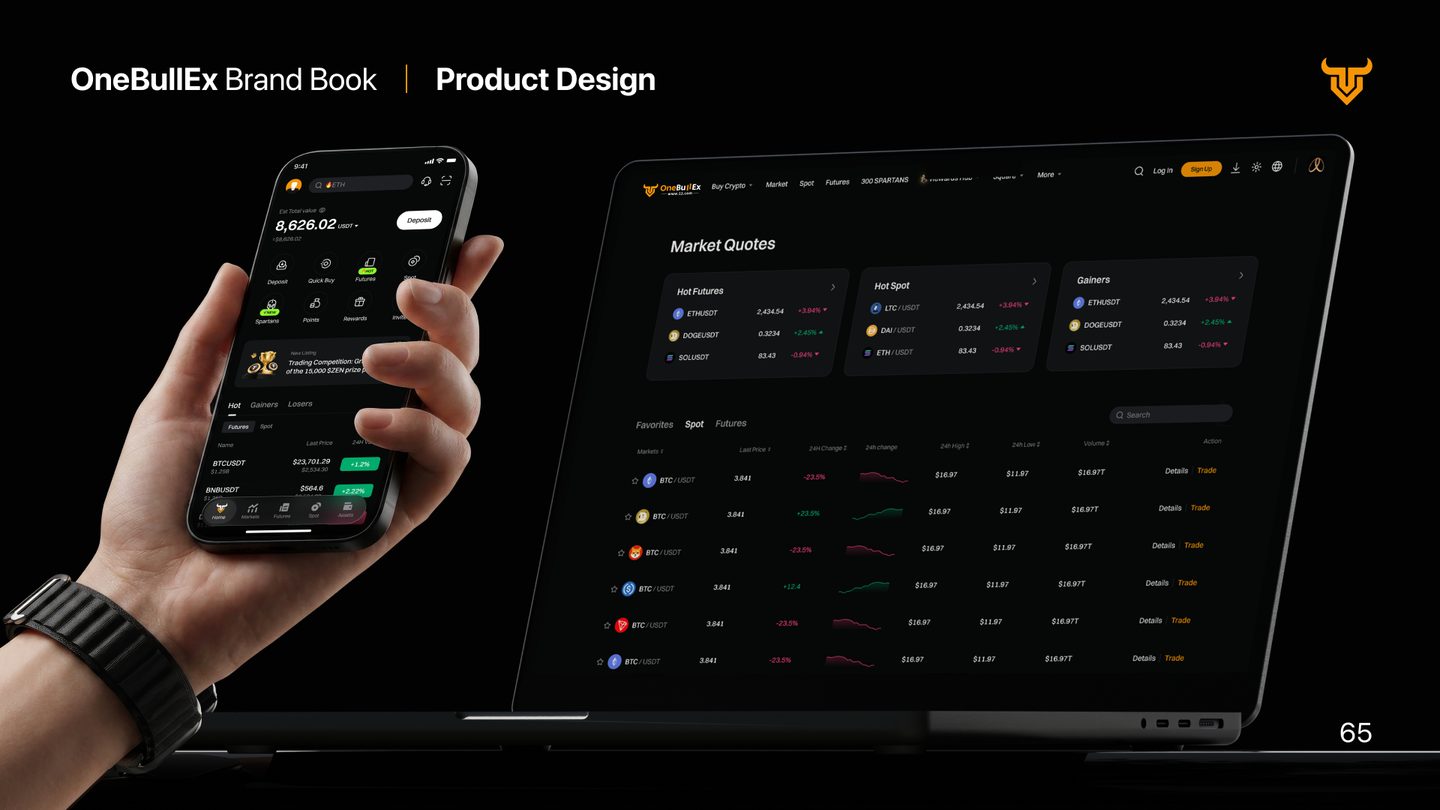 OneBullEx Brand Book | Product Design
9:41
ETH
Est Total value
8,626.02 USDT
Deposit
+$8,626.02
Deposit Quick Buy Futures Spot
HOT
Spartans Points Rewards
New Listing
Trading Competition:
of the 15,000 $ZEN prize
Hot Gainers Losers
Futures Spot
Name Last Price
BTCUSDT $23,701.29 +1.2%
$1.25B $2,534.30
BNBUSDT $564.6 +2.22%
Home Markets Futures Spot Assets
OneBullEx Buy Crypto Market Spot Futures 300 SPARTANS Rewards Hub Square More Log In Sign Up
Market Quotes
Hot Futures
ETHUSDT 2,434.54 +3.94%
DOGEUSDT 0.3234 +2.45%
SOLUSDT 83.43 -0.94%
Hot Spot
LTC / USDT 2,434.54 +3.94%
DAI / USDT 0.3234 +2.45%
ETH / USDT 83.43 -0.94%
Gainers
ETHUSDT 2,434.54 +3.94%
DOGEUSDT 0.3234 +2.45%
SOLUSDT 83.43 -0.94%
Favorites Spot Futures Search
Markets Last Price 24H Change 24h change 24h High 24h Low Volume Action
BTC / USDT 3.841 -23.5% $16.97 $11.97 $16.97T Details Trade
BTC / USDT 3.841 +23.5% $16.97 $11.97 $16.97T Details Trade
BTC / USDT 3.841 -23.5% $16.97 $11.97 $16.97T Details Trade
BTC / USDT 3.841 +12.4 $16.97 $11.97 $16.97T Details Trade
BTC / USDT 3.841 -23.5% $16.97 $11.97 $16.97T Details Trade
BTC / USDT 3.841 -23.5% $16.97 $11.97 $16.97T Details Trade
65